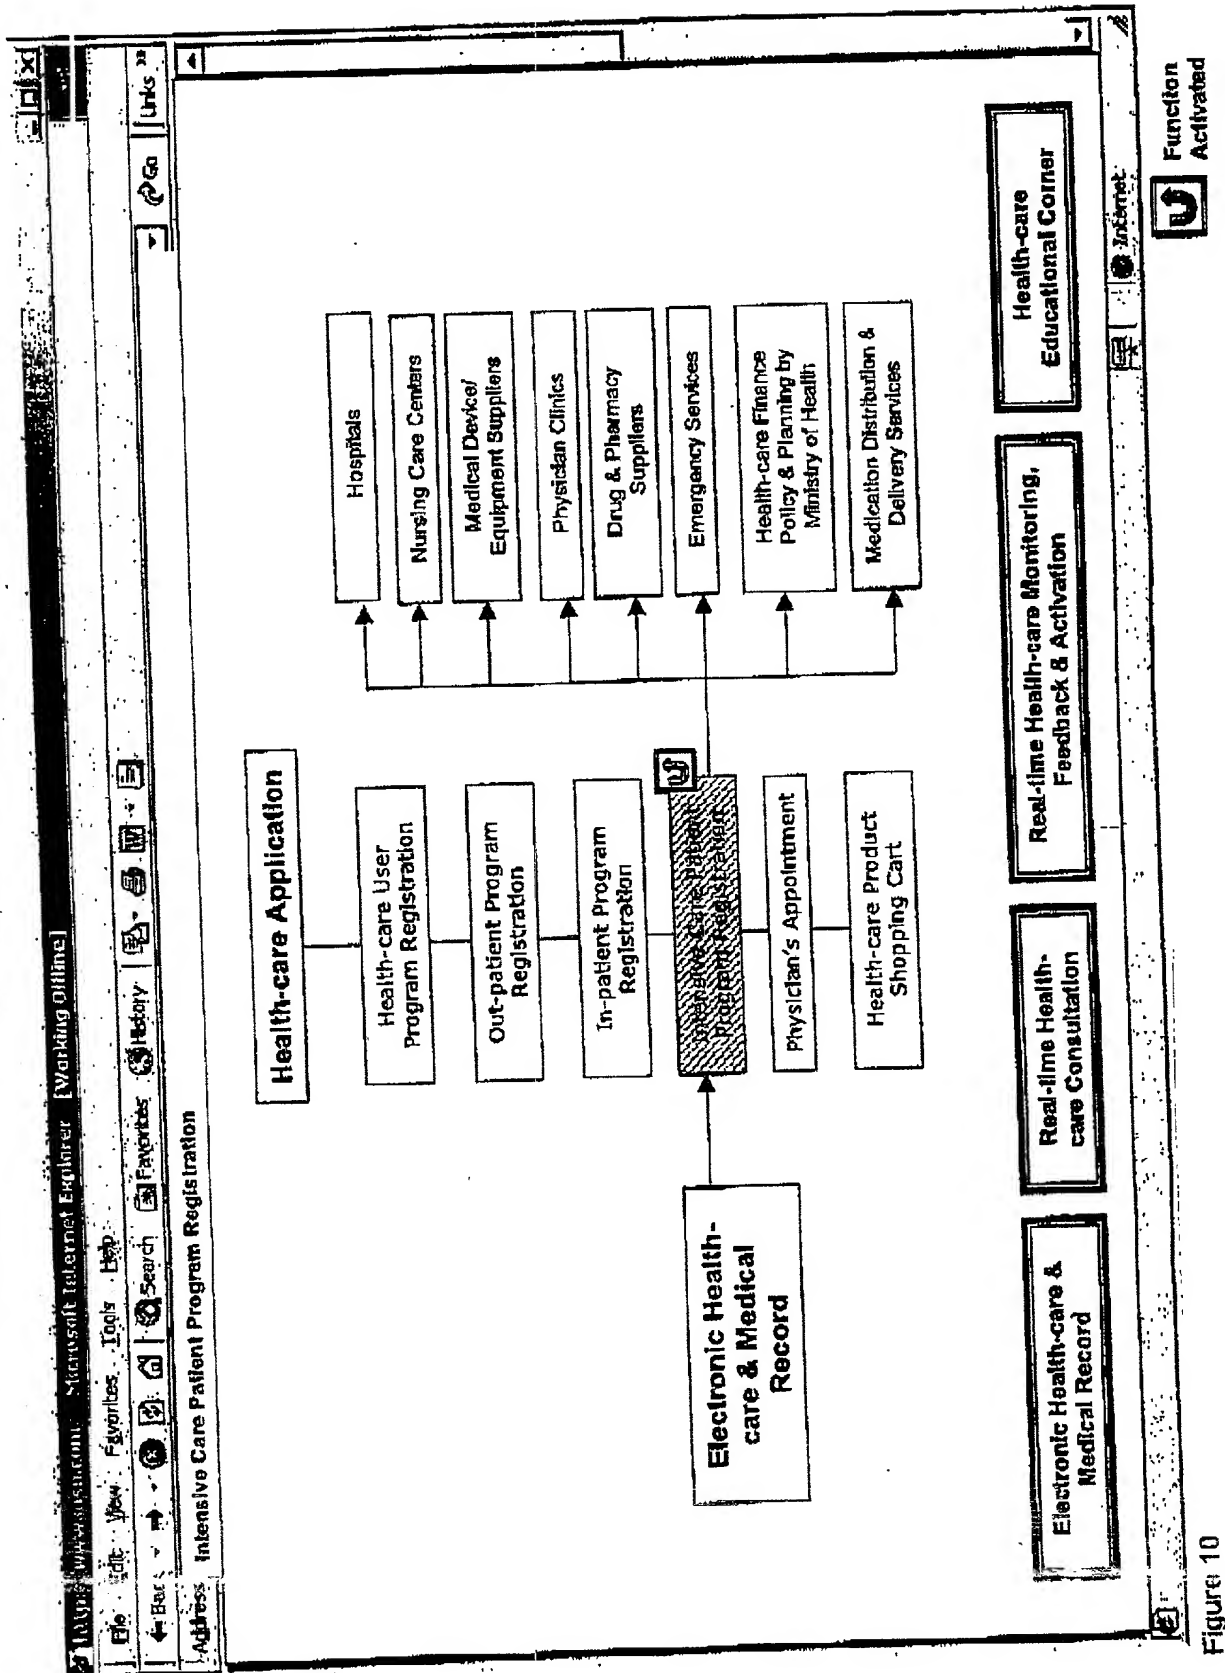 Microsoft Internet Explorer [Working Offline]
File Edit View Favorites Tools Help
Back Search Favorites History
Address Intensive Care Patient Program Registration
Go Links »
Health-care Application
Health-care User
Program Registration
Out-patient Program
Registration
In-patient Program
Registration
Intensive Care Patient
Program Registration
Physician's Appointment
Health-care Product
Shopping Cart
Electronic Health-
care & Medical
Record
Hospitals
Nursing Care Centers
Medical Device/
Equipment Suppliers
Physician Clinics
Drug & Pharmacy
Suppliers
Emergency Services
Health-care Finance
Policy & Planning by
Ministry of Health
Medication Distribution &
Delivery Services
Electronic Health-care &
Medical Record
Real-time Health-
care Consultation
Real-time Health-care Monitoring,
Feedback & Activation
Health-care
Educational Corner
Internet
Function
Activated
Figure 10